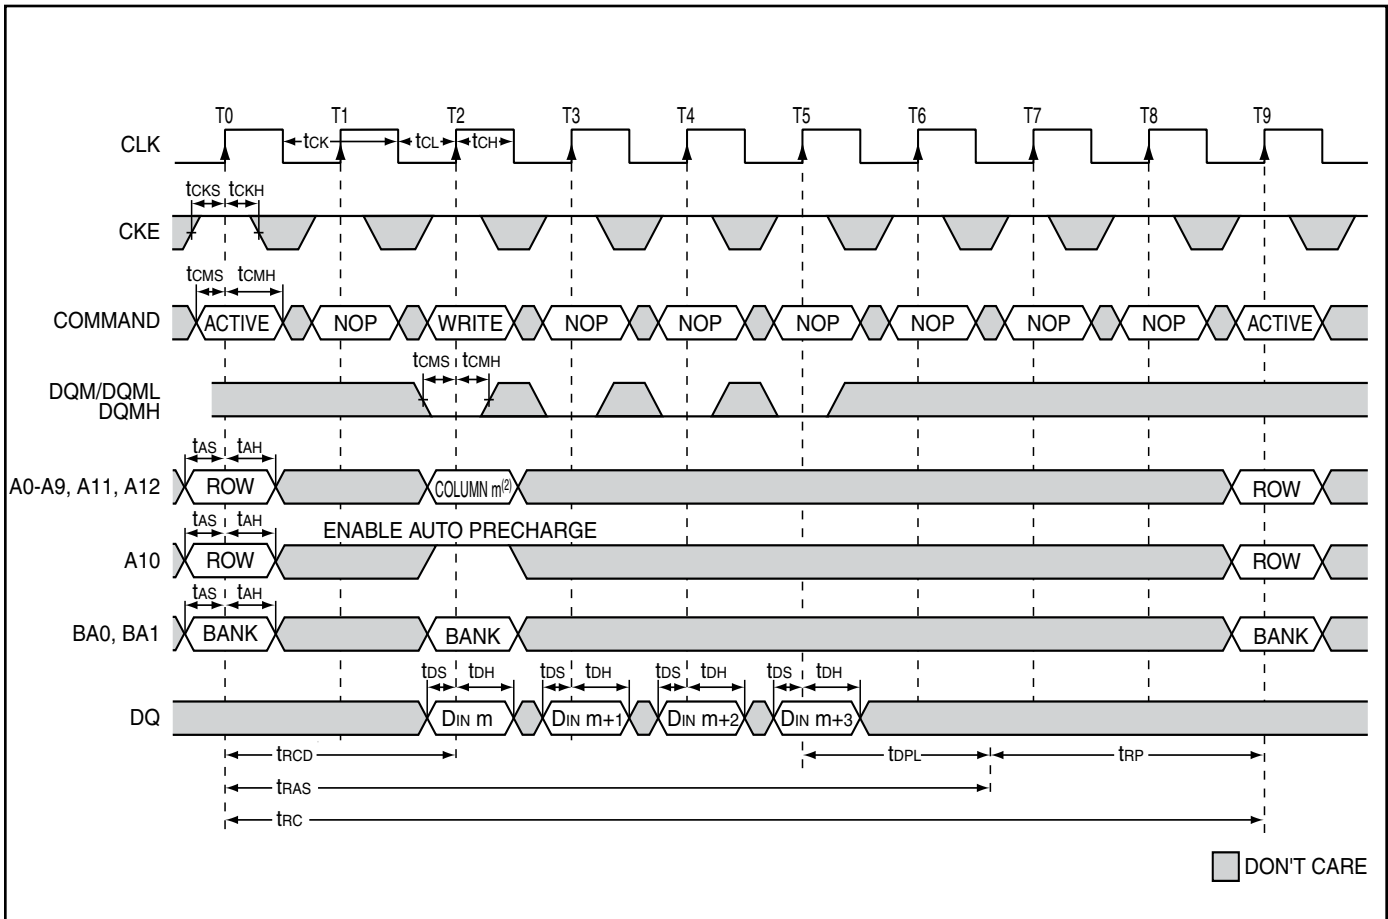 T0 T1 T2 T3 T4 T5 T6 T7 T8 T9
CLK tCK tCL tCH
tCKS tCKH
CKE
tCMS tCMH
COMMAND ACTIVE NOP WRITE NOP NOP NOP NOP NOP NOP ACTIVE
tCMS tCMH
DQM/DQML
DQMH
tAS tAH
A0-A9, A11, A12 ROW COLUMN m(2) ROW
tAS tAH ENABLE AUTO PRECHARGE
A10 ROW ROW
tAS tAH
BA0, BA1 BANK BANK BANK
tDS tDH tDS tDH tDS tDH tDS tDH
DQ DIN m DIN m+1 DIN m+2 DIN m+3
tRCD tDPL tRP
tRAS
tRC
DON'T CARE